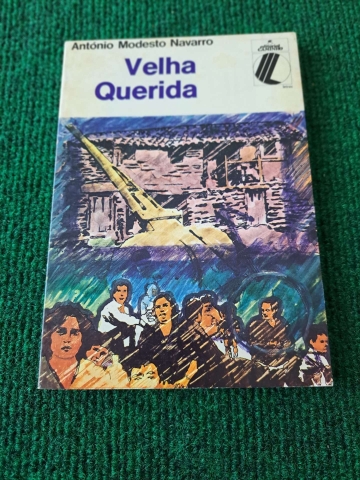 António Modesto Navarro
Velha
Querida